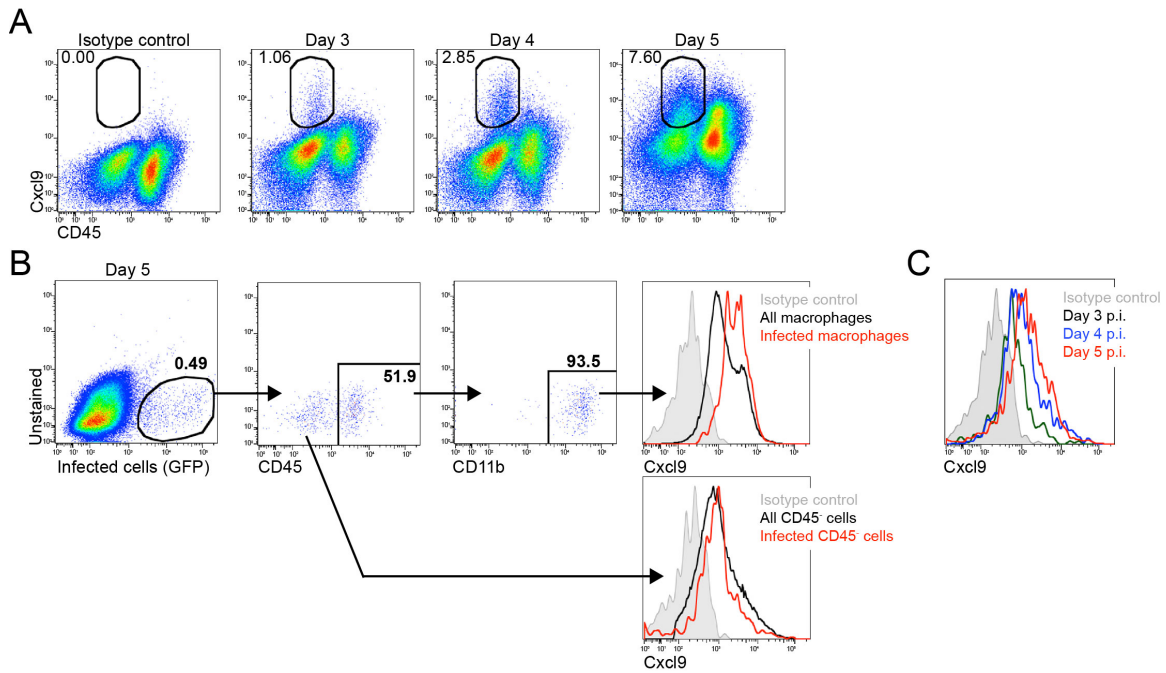 A
Isotype control
Day 3
Day 4
Day 5
0.00
1.06
2.85
7.60
Cxcl9
CD45
B
C
Day 5
0.49
51.9
93.5
Unstained
Infected cells (GFP)
CD45
CD11b
Cxcl9
Isotype control
All macrophages
Infected macrophages
Isotype control
Day 3 p.i.
Day 4 p.i.
Day 5 p.i.
Cxcl9
Isotype control
All CD45⁻ cells
Infected CD45⁻ cells
Cxcl9